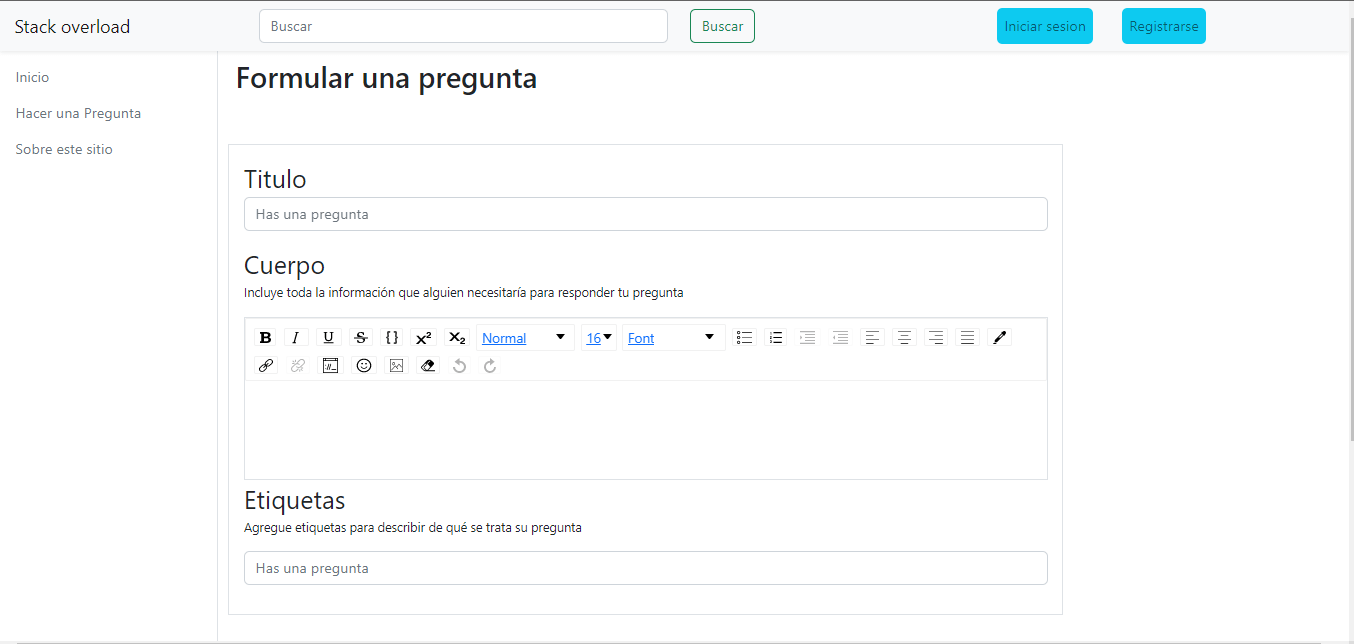 Stack overload Buscar Buscar Iniciar sesion Registrarse
Inicio
Hacer una Pregunta
Sobre este sitio
Formular una pregunta
Titulo
Has una pregunta
Cuerpo
Incluye toda la información que alguien necesitaría para responder tu pregunta
B I U S {} x² X₂ Normal 16 Font
Etiquetas
Agregue etiquetas para describir de qué se trata su pregunta
Has una pregunta